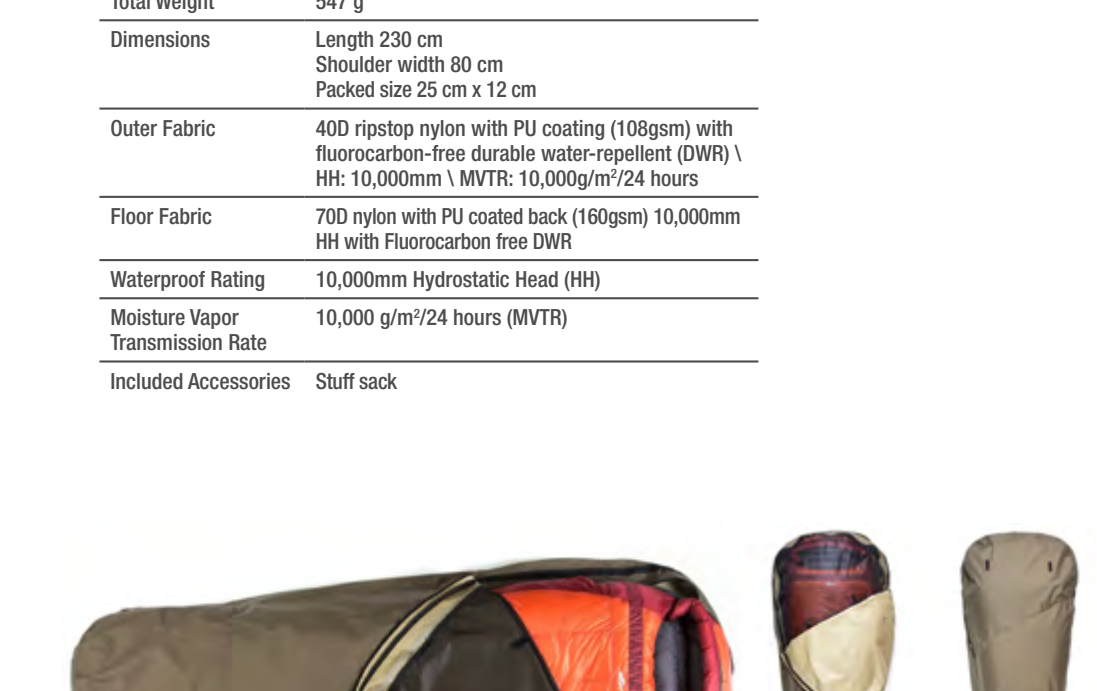 Total Weight 547 g
Dimensions Length 230 cm
Shoulder width 80 cm
Packed size 25 cm x 12 cm
Outer Fabric 40D ripstop nylon with PU coating (108gsm) with
fluorocarbon-free durable water-repellent (DWR) \
HH: 10,000mm \ MVTR: 10,000g/m²/24 hours
Floor Fabric 70D nylon with PU coated back (160gsm) 10,000mm
HH with Fluorocarbon free DWR
Waterproof Rating 10,000mm Hydrostatic Head (HH)
Moisture Vapor 10,000 g/m²/24 hours (MVTR)
Transmission Rate
Included Accessories Stuff sack